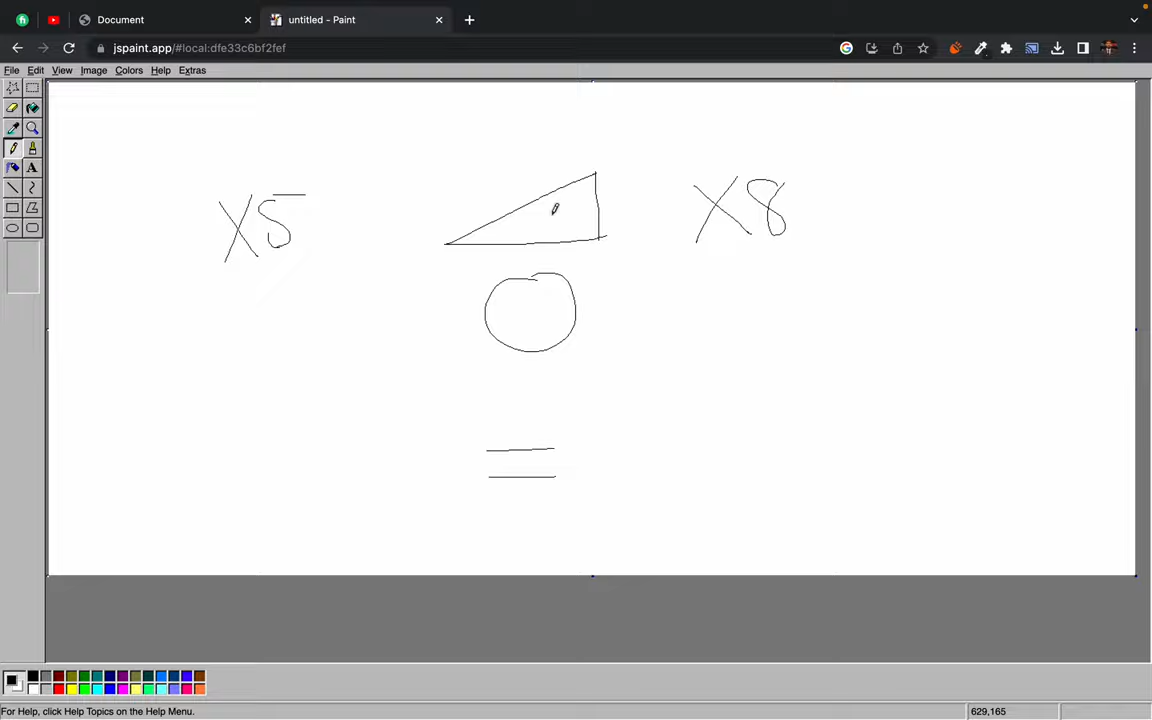 Document
untitled - Paint
jspaint.app/#local:dfe33c6bf2fef
File Edit View Image Colors Help Extras
X5 X8
=
For Help, click Help Topics on the Help Menu.
629,165